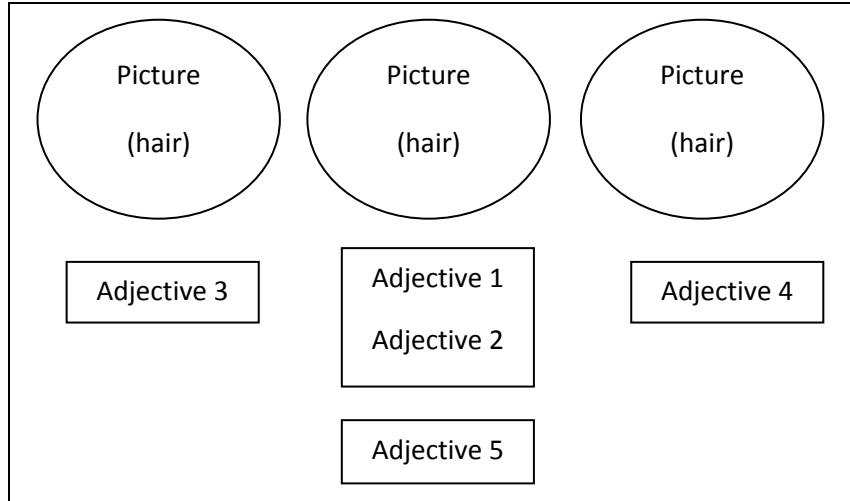 Picture
(hair)
Picture
(hair)
Picture
(hair)
Adjective 3
Adjective 1
Adjective 2
Adjective 4
Adjective 5